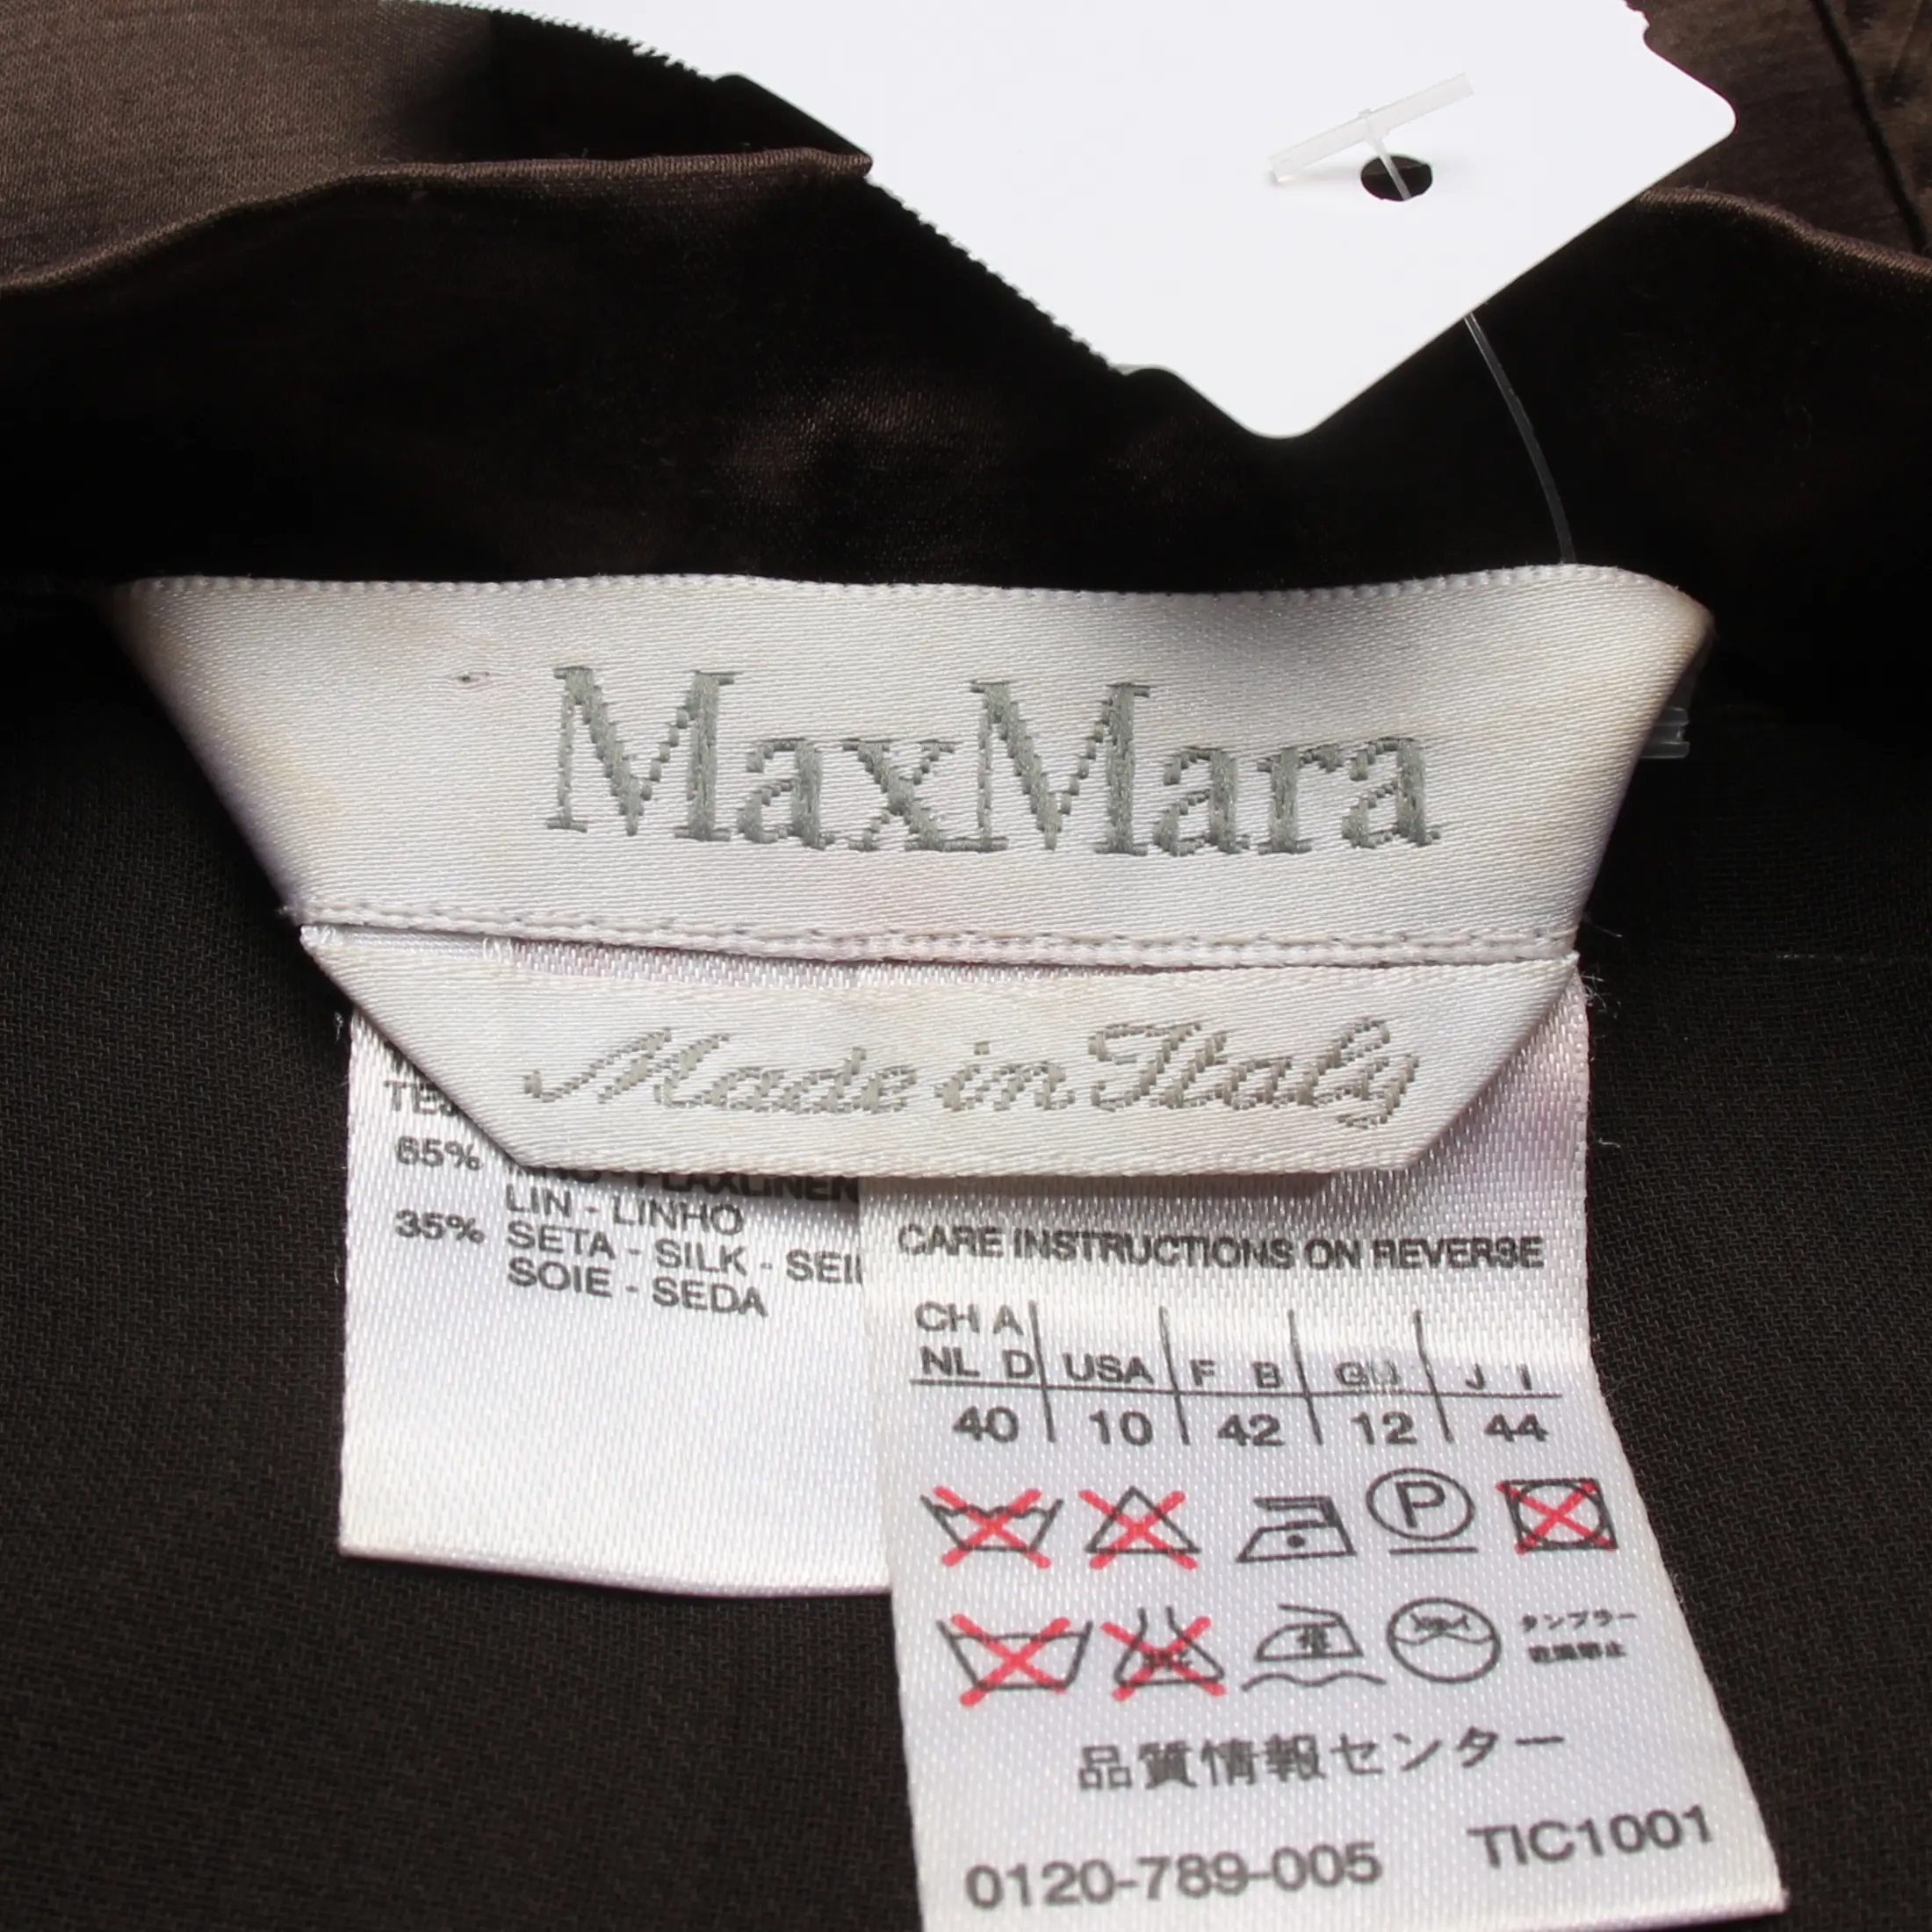 MaxMara
Made in Italy
65%
LIN - LINHO
35% SETA - SILK -
SOIE - SEDA
CARE INSTRUCTIONS ON REVERSE
CH A
NL D USA F B GB J I
40 10 42 12 44
P
タンブラー
品質情報センター
0120-789-005 TIC1001